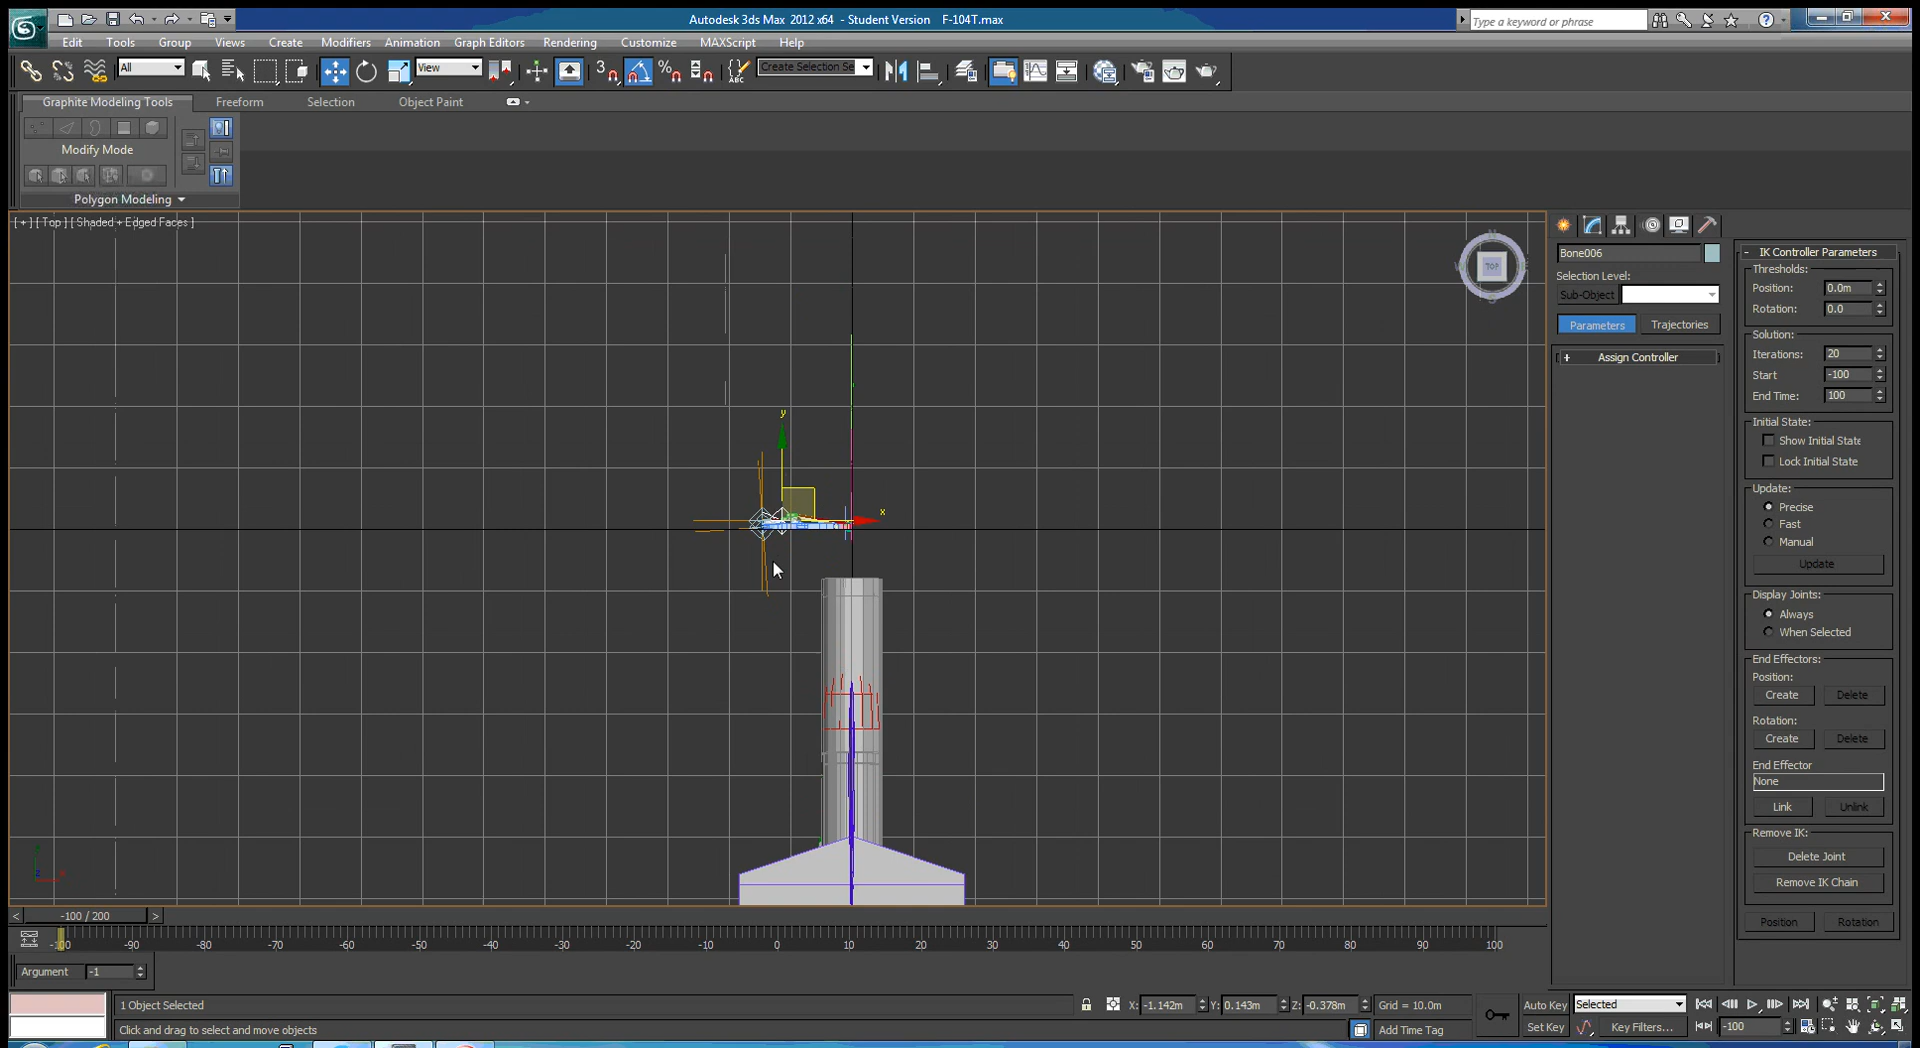 Autodesk 3ds Max 2012 x64 - Student Version F-104T.max
Type a keyword or phrase
Edit Tools Group Views Create Modifiers Animation Graph Editors Rendering Customize MAXScript Help
All
View
3
Create Selection Se
Graphite Modeling Tools Freeform Selection Object Paint
Modify Mode
Polygon Modeling
[ + ] [ Top ] [ Shaded + Edged Faces ]
TOP
y
x
Bone006
Selection Level:
Sub-Object
Parameters Trajectories
+ Assign Controller
- IK Controller Parameters
Thresholds:
Position: 0.0m
Rotation: 0.0
Solution:
Iterations: 20
Start -100
End Time: 100
Initial State:
Show Initial State
Lock Initial State
Update:
Precise
Fast
Manual
Update
Display Joints:
Always
When Selected
End Effectors:
Position:
Create Delete
Rotation:
Create Delete
End Effector
None
Link Unlink
Remove IK:
Delete Joint
Remove IK Chain
Position Rotation
< -100 / 200 >
-100 -90 -80 -70 -60 -50 -40 -30 -20 -10 0 10 20 30 40 50 60 70 80 90 100
Argument -1
1 Object Selected
X: -1.142m Y: 0.143m Z: -0.378m Grid = 10.0m
Auto Key Selected
Click and drag to select and move objects
Add Time Tag
Set Key Key Filters... -100